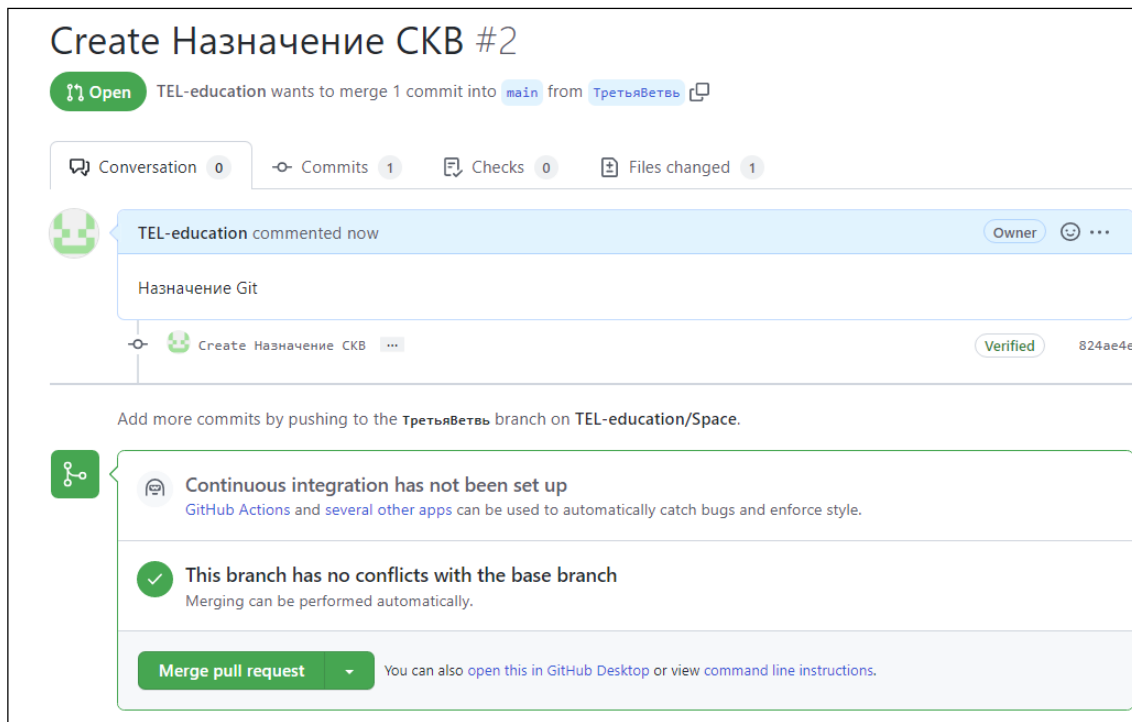 Create Назначение СКВ #2
Open TEL-education wants to merge 1 commit into main from ТретьяВетвь
Conversation 0 Commits 1 Checks 0 Files changed 1
TEL-education commented now Owner
Назначение Git
Create Назначение СКВ ... Verified 824ae4e
Add more commits by pushing to the ТретьяВетвь branch on TEL-education/Space.
Continuous integration has not been set up
GitHub Actions and several other apps can be used to automatically catch bugs and enforce style.
This branch has no conflicts with the base branch
Merging can be performed automatically.
Merge pull request You can also open this in GitHub Desktop or view command line instructions.